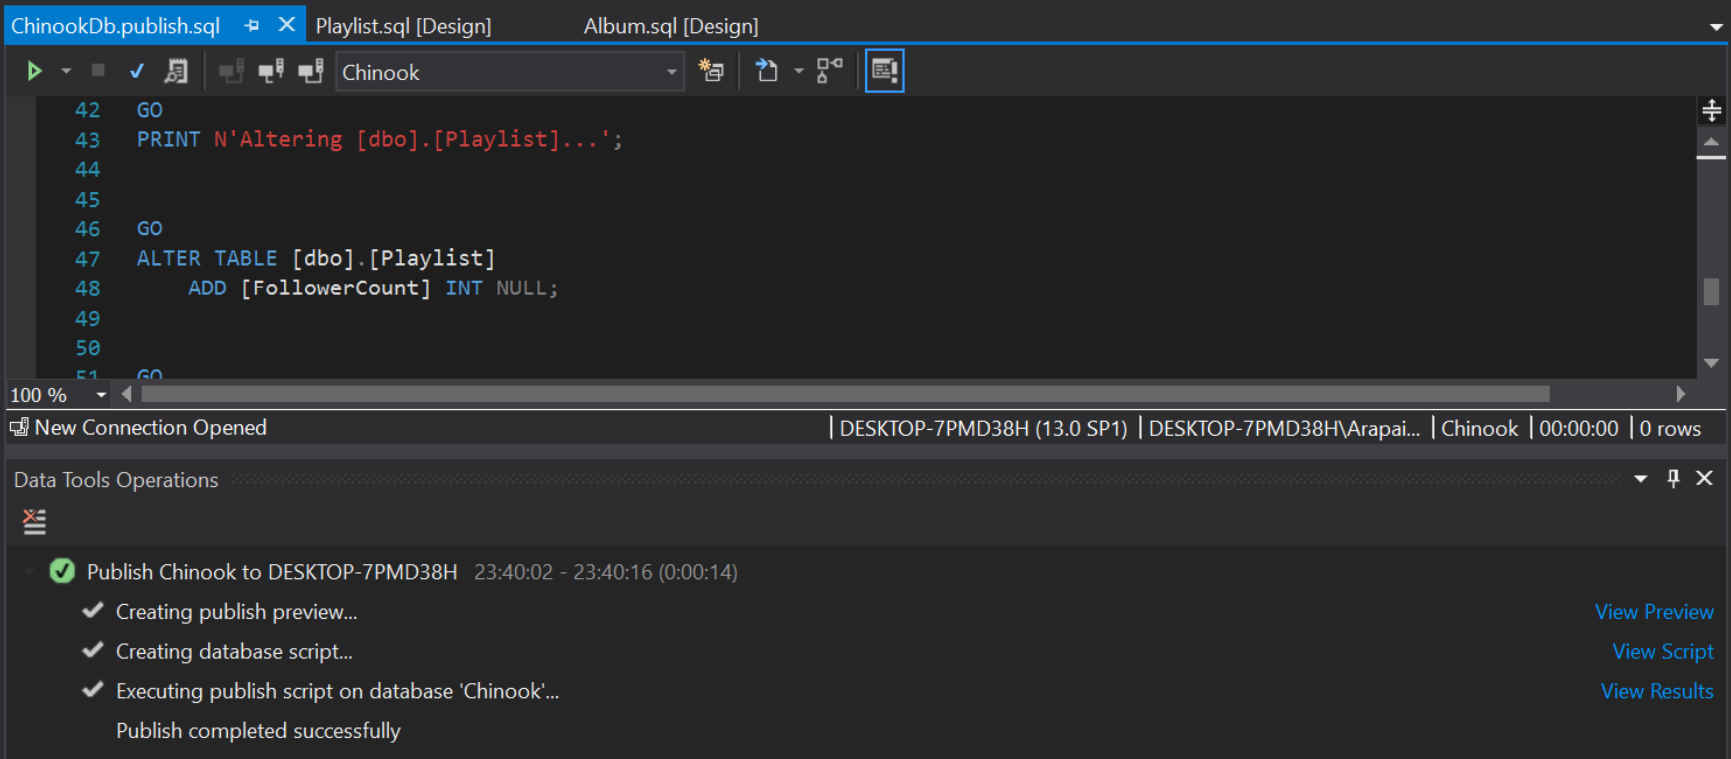 ChinookDb.publish.sql Playlist.sql [Design] Album.sql [Design]
Chinook
42 GO
43 PRINT N'Altering [dbo].[Playlist]...';
44
45
46 GO
47 ALTER TABLE [dbo].[Playlist]
48 ADD [FollowerCount] INT NULL;
49
50
51 GO
100 %
New Connection Opened DESKTOP-7PMD38H (13.0 SP1) DESKTOP-7PMD38H\Arapai... Chinook 00:00:00 0 rows
Data Tools Operations
Publish Chinook to DESKTOP-7PMD38H 23:40:02 - 23:40:16 (0:00:14)
Creating publish preview... View Preview
Creating database script... View Script
Executing publish script on database 'Chinook'... View Results
Publish completed successfully